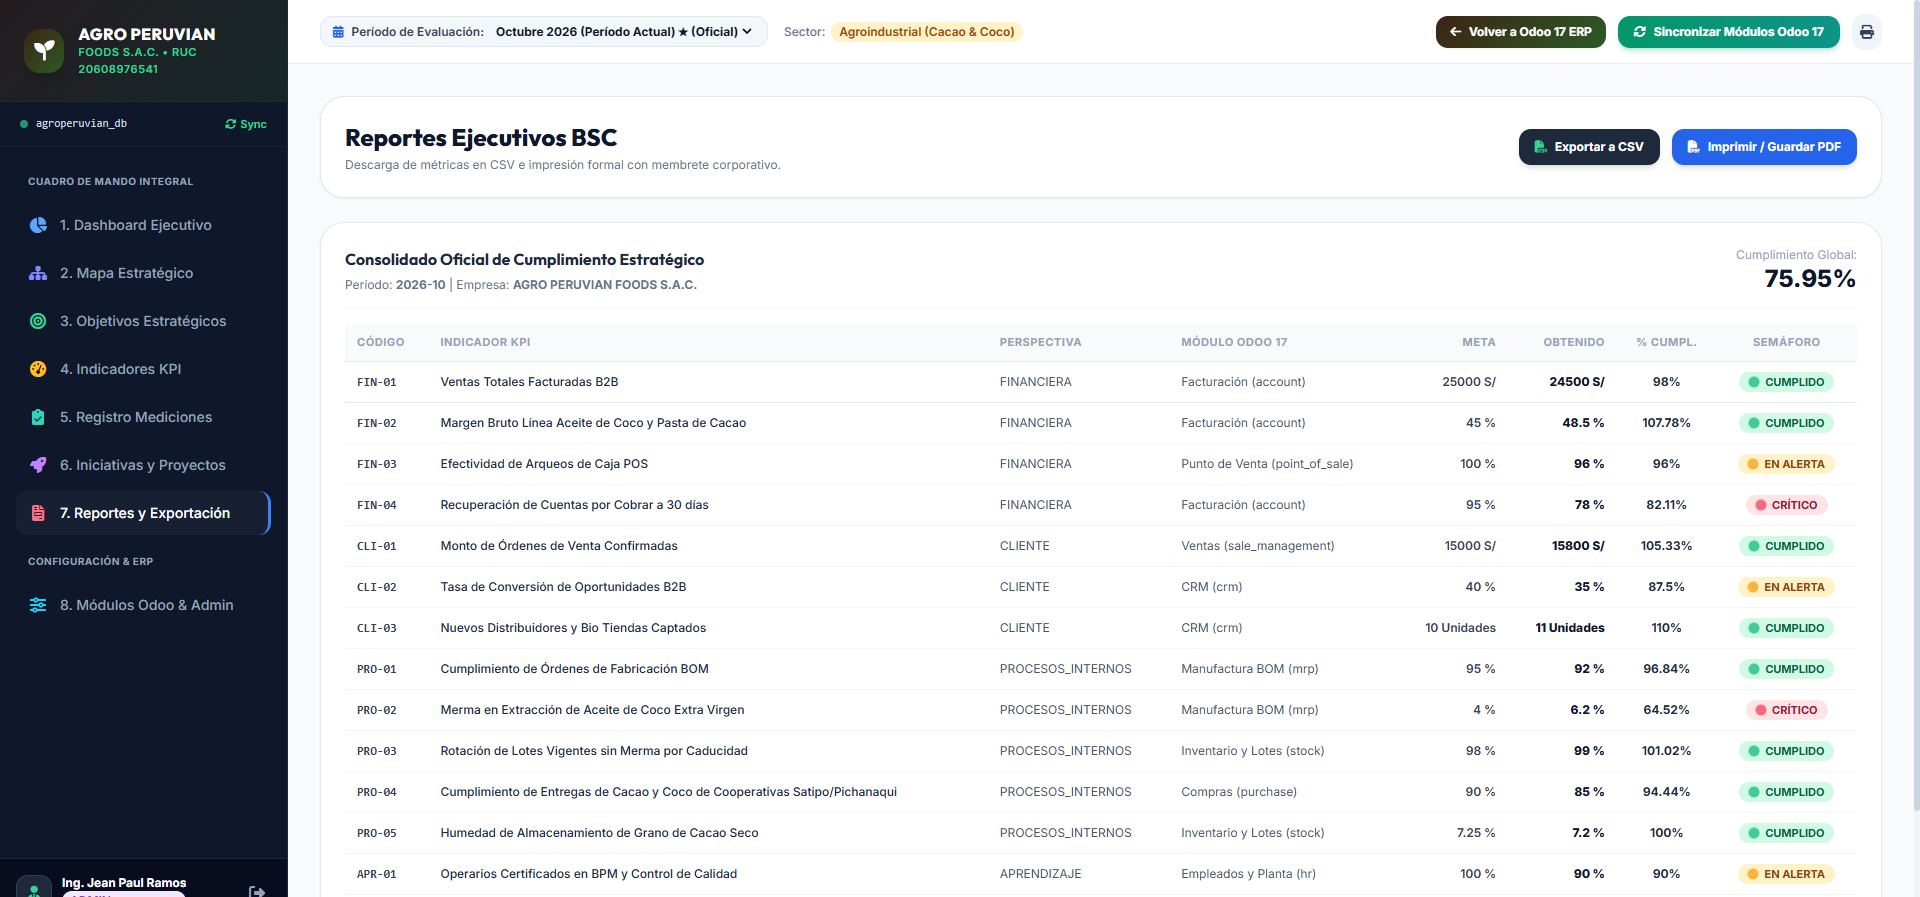 AGRO PERUVIAN
FOODS S.A.C. • RUC
20608976541
agroperuvian_db
Sync
CUADRO DE MANDO INTEGRAL
1. Dashboard Ejecutivo
2. Mapa Estratégico
3. Objetivos Estratégicos
4. Indicadores KPI
5. Registro Mediciones
6. Iniciativas y Proyectos
7. Reportes y Exportación
CONFIGURACIÓN & ERP
8. Módulos Odoo & Admin
Ing. Jean Paul Ramos
Período de Evaluación: Octubre 2026 (Período Actual) ★ (Oficial)
Sector: Agroindustrial (Cacao & Coco)
Volver a Odoo 17 ERP
Sincronizar Módulos Odoo 17
Reportes Ejecutivos BSC
Descarga de métricas en CSV e impresión formal con membrete corporativo.
Exportar a CSV
Imprimir / Guardar PDF
Consolidado Oficial de Cumplimiento Estratégico
Período: 2026-10 | Empresa: AGRO PERUVIAN FOODS S.A.C.
Cumplimiento Global:
75.95%
CÓDIGO INDICADOR KPI PERSPECTIVA MÓDULO ODOO 17 META OBTENIDO % CUMPL. SEMÁFORO
FIN-01 Ventas Totales Facturadas B2B FINANCIERA Facturación (account) 25000 S/ 24500 S/ 98% CUMPLIDO
FIN-02 Margen Bruto Línea Aceite de Coco y Pasta de Cacao FINANCIERA Facturación (account) 45 % 48.5 % 107.78% CUMPLIDO
FIN-03 Efectividad de Arqueos de Caja POS FINANCIERA Punto de Venta (point_of_sale) 100 % 96 % 96% EN ALERTA
FIN-04 Recuperación de Cuentas por Cobrar a 30 días FINANCIERA Facturación (account) 95 % 78 % 82.11% CRÍTICO
CLI-01 Monto de Órdenes de Venta Confirmadas CLIENTE Ventas (sale_management) 15000 S/ 15800 S/ 105.33% CUMPLIDO
CLI-02 Tasa de Conversión de Oportunidades B2B CLIENTE CRM (crm) 40 % 35 % 87.5% EN ALERTA
CLI-03 Nuevos Distribuidores y Bio Tiendas Captados CLIENTE CRM (crm) 10 Unidades 11 Unidades 110% CUMPLIDO
PRO-01 Cumplimiento de Órdenes de Fabricación BOM PROCESOS_INTERNOS Manufactura BOM (mrp) 95 % 92 % 96.84% CUMPLIDO
PRO-02 Merma en Extracción de Aceite de Coco Extra Virgen PROCESOS_INTERNOS Manufactura BOM (mrp) 4 % 6.2 % 64.52% CRÍTICO
PRO-03 Rotación de Lotes Vigentes sin Merma por Caducidad PROCESOS_INTERNOS Inventario y Lotes (stock) 98 % 99 % 101.02% CUMPLIDO
PRO-04 Cumplimiento de Entregas de Cacao y Coco de Cooperativas Satipo/Pichanaqui PROCESOS_INTERNOS Compras (purchase) 90 % 85 % 94.44% CUMPLIDO
PRO-05 Humedad de Almacenamiento de Grano de Cacao Seco PROCESOS_INTERNOS Inventario y Lotes (stock) 7.25 % 7.2 % 100% CUMPLIDO
APR-01 Operarios Certificados en BPM y Control de Calidad APRENDIZAJE Empleados y Planta (hr) 100 % 90 % 90% EN ALERTA